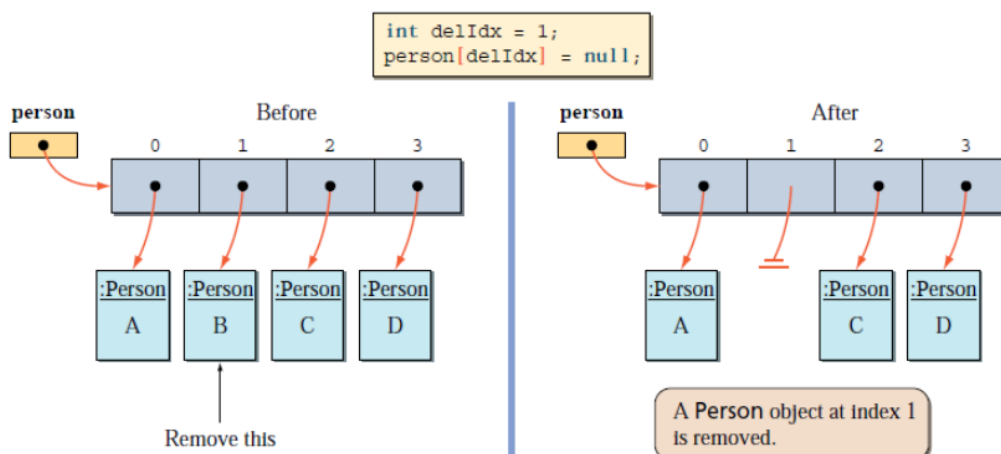 int delIdx = 1;
person[delIdx] = null;
person
Before
0 1 2 3
:Person
A
:Person
B
:Person
C
:Person
D
Remove this
person
After
0 1 2 3
:Person
A
:Person
C
:Person
D
A Person object at index 1
is removed.